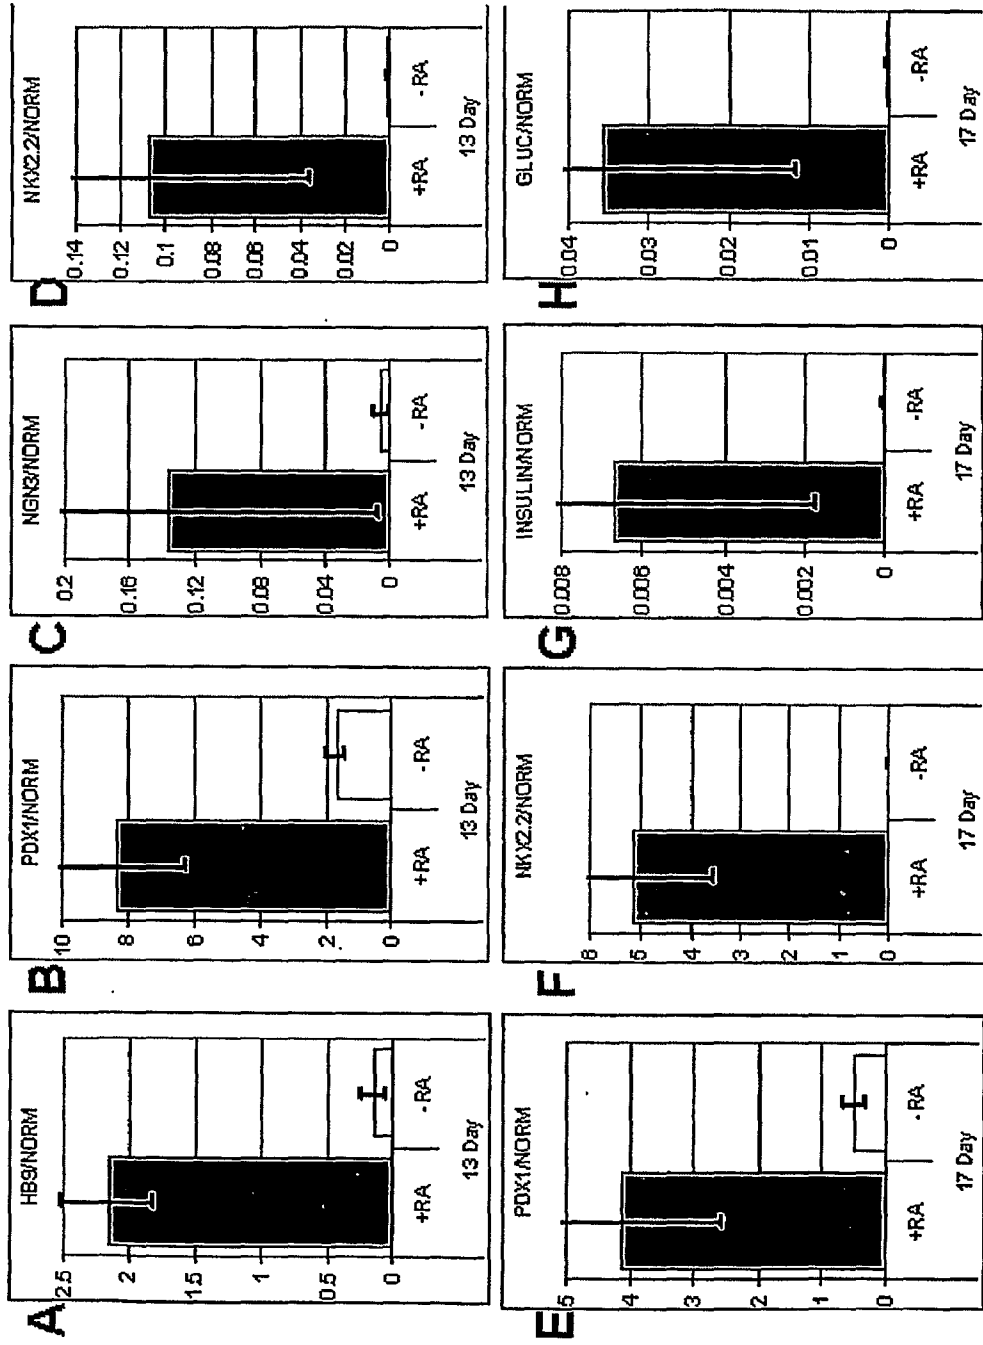 A
HB9/NORM
2.5
2
1.5
1
0.5
0
+RA
-RA
13 Day
B
PDX1/NORM
10
8
6
4
2
0
+RA
-RA
13 Day
C
NGN3/NORM
0.2
0.16
0.12
0.08
0.04
0
+RA
-RA
13 Day
D
NKX2.2/NORM
0.14
0.12
0.1
0.08
0.06
0.04
0.02
0
+RA
-RA
13 Day
E
PDX1/NORM
5
4
3
2
1
0
+RA
-RA
17 Day
F
NKX2.2/NORM
6
5
4
3
2
1
0
+RA
-RA
17 Day
G
INSULIN/NORM
0.008
0.006
0.004
0.002
0
+RA
-RA
17 Day
H
GLUC/NORM
0.04
0.03
0.02
0.01
0
+RA
-RA
17 Day